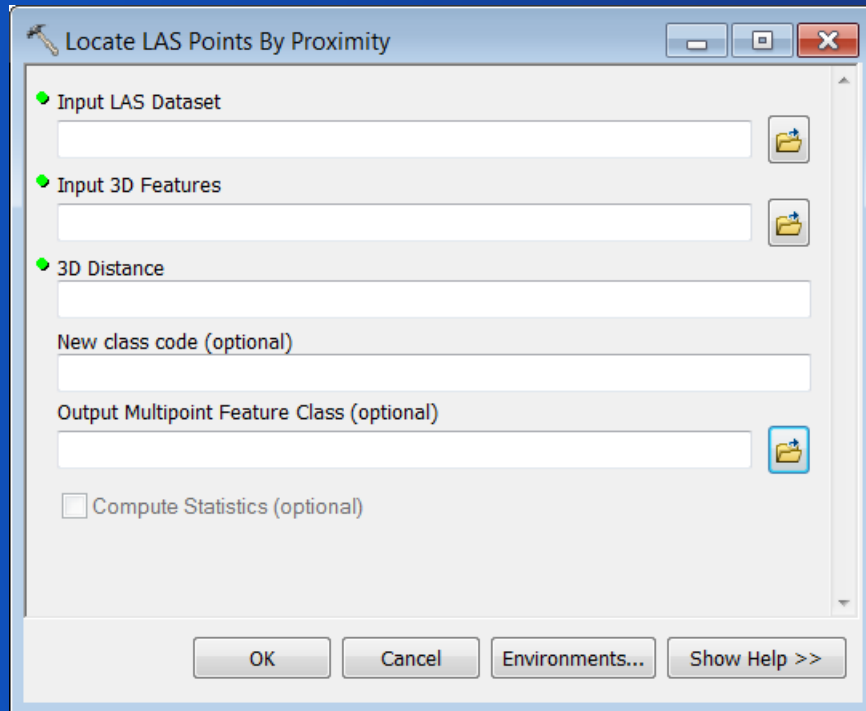 Locate LAS Points By Proximity
Input LAS Dataset
Input 3D Features
3D Distance
New class code (optional)
Output Multipoint Feature Class (optional)
Compute Statistics (optional)
OK Cancel Environments... Show Help >>